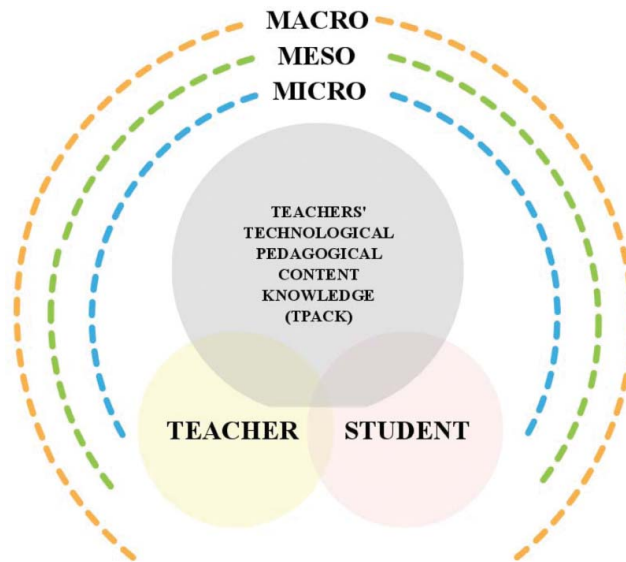 MACRO
MESO
MICRO
TEACHERS'
TECHNOLOGICAL
PEDAGOGICAL
CONTENT
KNOWLEDGE
(TPACK)
TEACHER
STUDENT